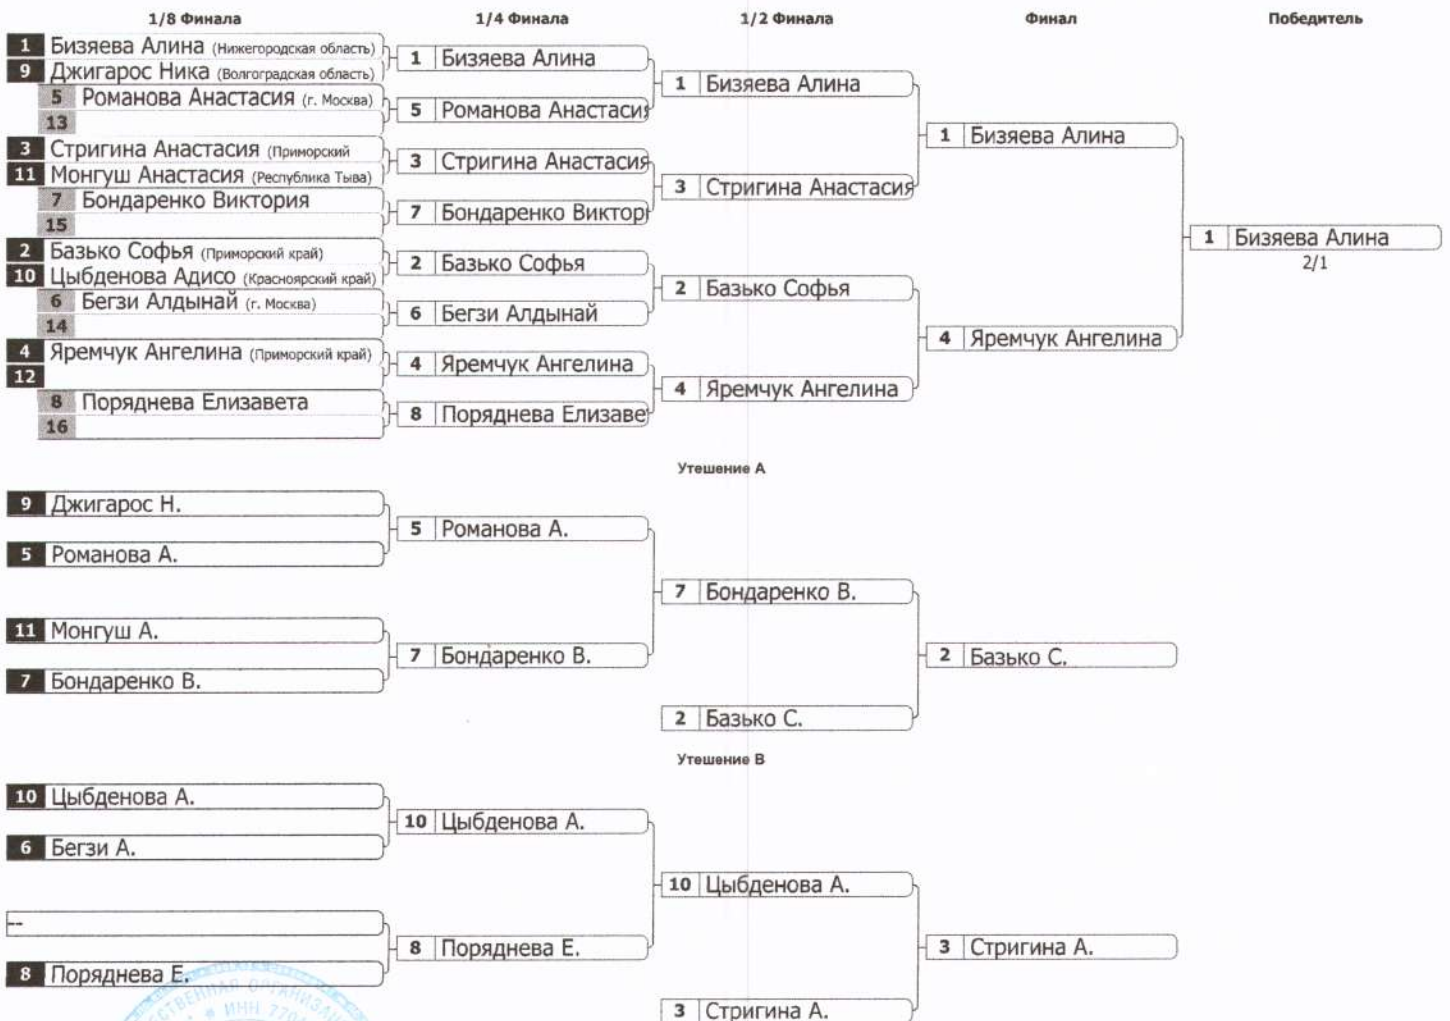 1/8 Финала 1/4 Финала 1/2 Финала Финал Победитель
1 Бизяева Алина (Нижегородская область)
9 Джигарос Ника (Волгоградская область)
5 Романова Анастасия (г. Москва)
13
3 Стригина Анастасия (Приморский
11 Монгуш Анастасия (Республика Тыва)
7 Бондаренко Виктория
15
2 Базько Софья (Приморский край)
10 Цыбденова Адисо (Красноярский край)
6 Бегзи Алдынай (г. Москва)
14
4 Яремчук Ангелина (Приморский край)
12
8 Поряднева Елизавета
16
1 Бизяева Алина
5 Романова Анастасия
3 Стригина Анастасия
7 Бондаренко Виктор
2 Базько Софья
6 Бегзи Алдынай
4 Яремчук Ангелина
8 Поряднева Елизаве
1 Бизяева Алина
3 Стригина Анастасия
2 Базько Софья
4 Яремчук Ангелина
1 Бизяева Алина
4 Яремчук Ангелина
1 Бизяева Алина
2/1
Утешение А
9 Джигарос Н.
5 Романова А.
11 Монгуш А.
7 Бондаренко В.
5 Романова А.
7 Бондаренко В.
7 Бондаренко В.
2 Базько С.
2 Базько С.
Утешение В
10 Цыбденова А.
6 Бегзи А.
--
8 Поряднева Е.
10 Цыбденова А.
8 Поряднева Е.
10 Цыбденова А.
3 Стригина А.
3 Стригина А.
ИНН